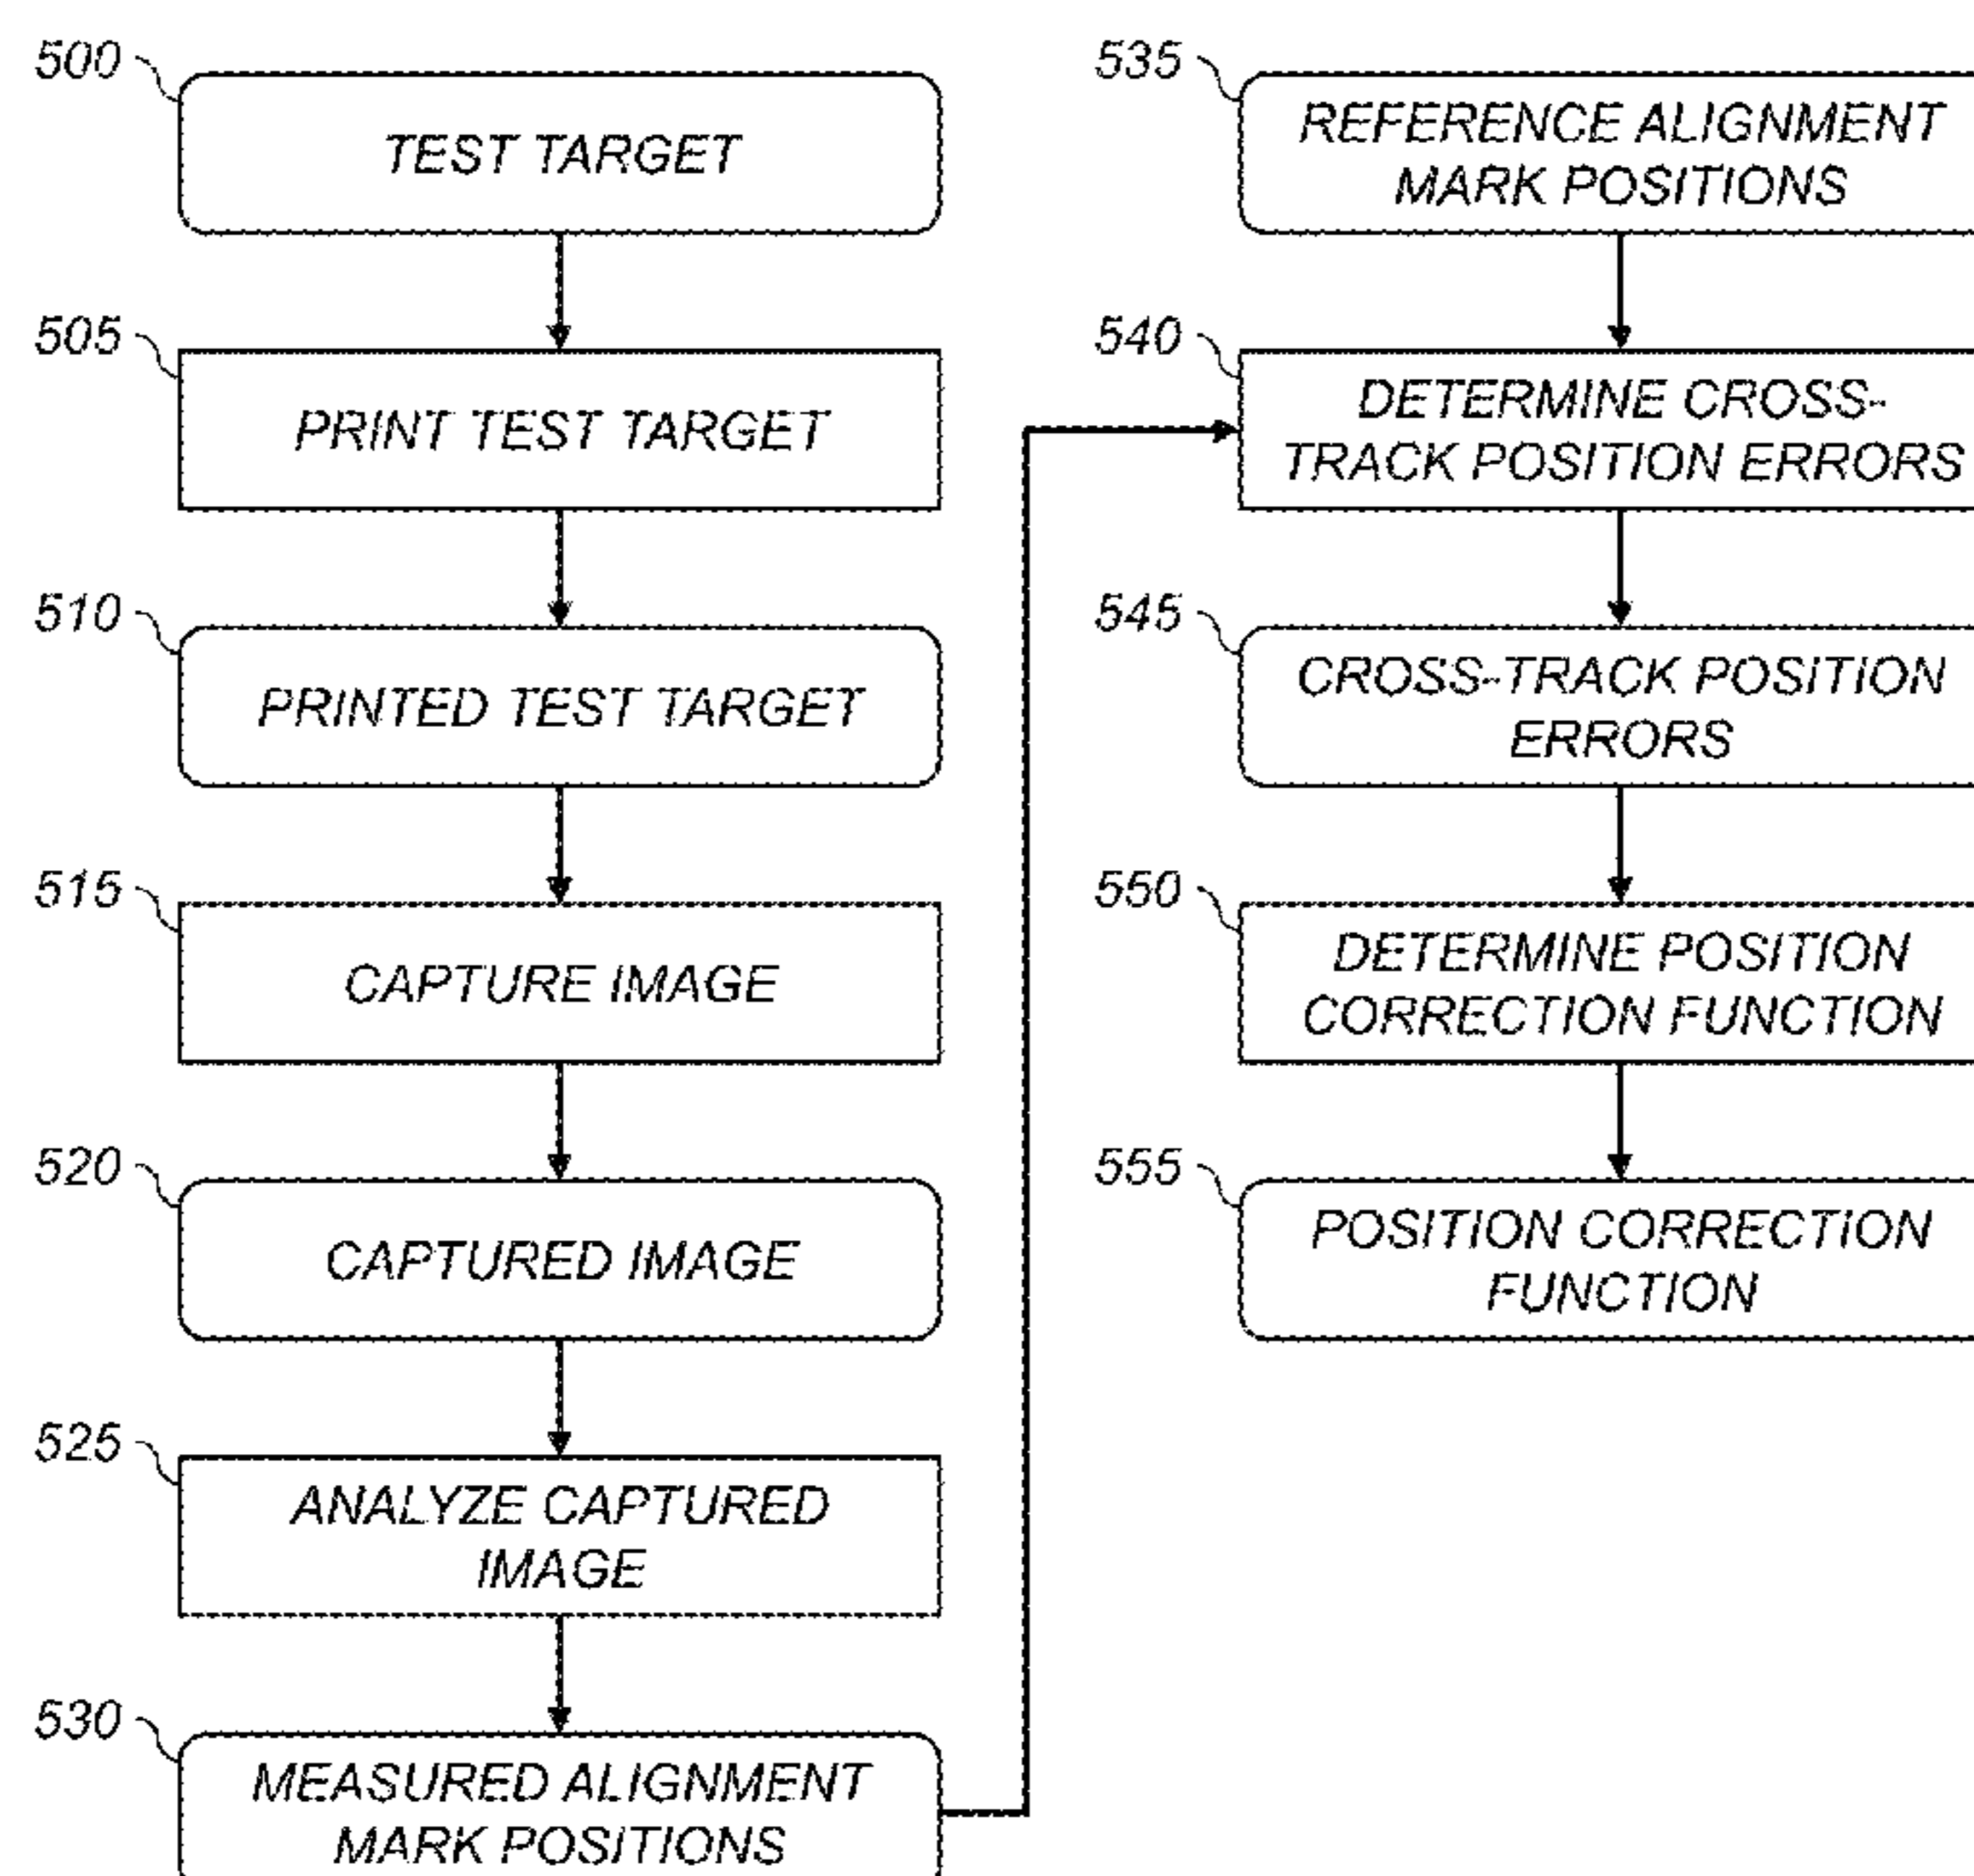 500
TEST TARGET
505
PRINT TEST TARGET
510
PRINTED TEST TARGET
515
CAPTURE IMAGE
520
CAPTURED IMAGE
525
ANALYZE CAPTURED
IMAGE
530
MEASURED ALIGNMENT
MARK POSITIONS
535
REFERENCE ALIGNMENT
MARK POSITIONS
540
DETERMINE CROSS-
TRACK POSITION ERRORS
545
CROSS-TRACK POSITION
ERRORS
550
DETERMINE POSITION
CORRECTION FUNCTION
555
POSITION CORRECTION
FUNCTION